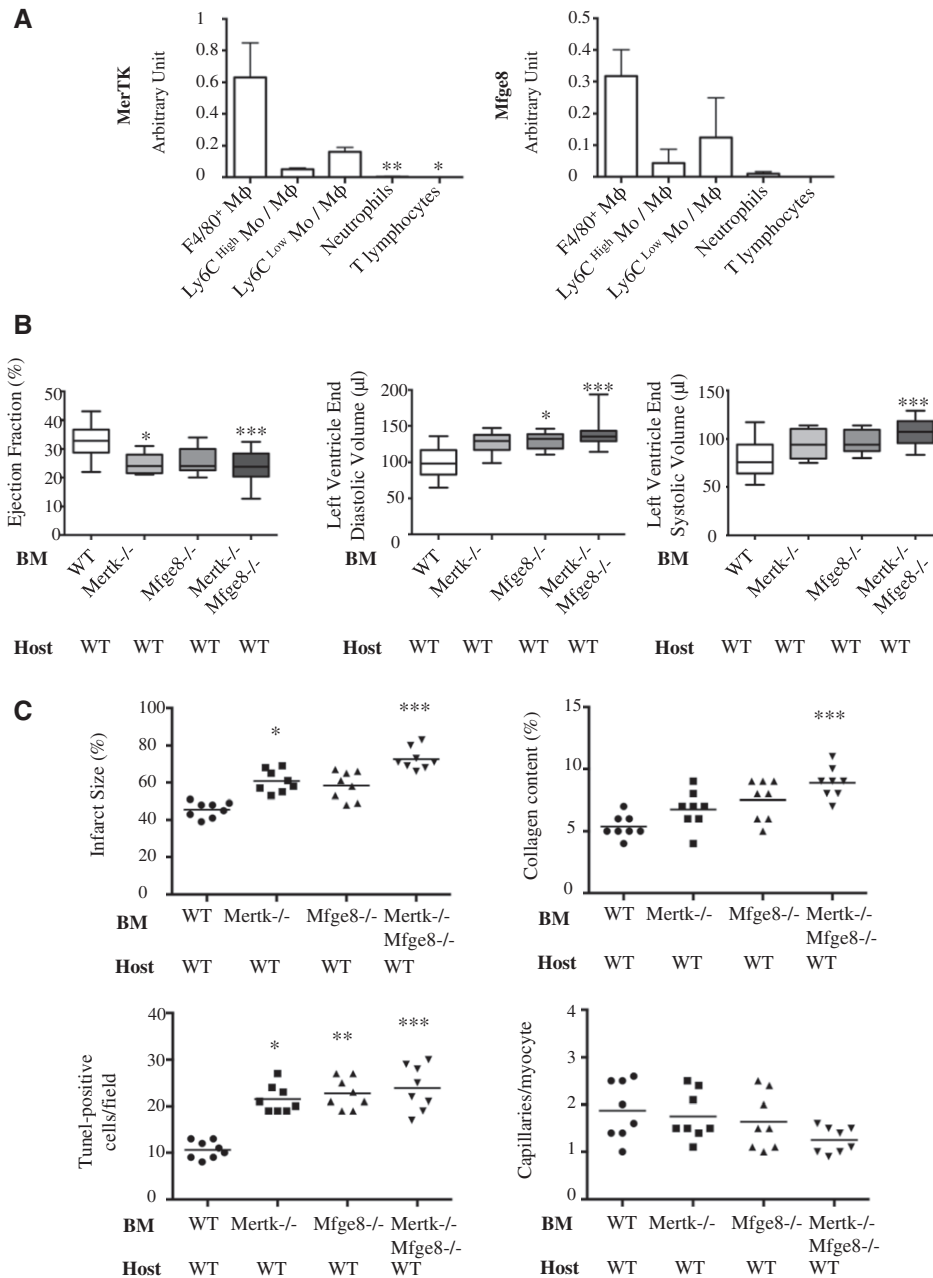 A
MerTK
Arbitrary Unit
1
0.8
0.6
0.4
0.2
0
** *
F4/80+ Mϕ
Ly6C High Mo / Mϕ
Ly6C Low Mo / Mϕ
Neutrophils
T lymphocytes
Mfge8
Arbitrary Unit
0.5
0.4
0.3
0.2
0.1
0
F4/80+ Mϕ
Ly6C High Mo / Mϕ
Ly6C Low Mo / Mϕ
Neutrophils
T lymphocytes
B
Ejection Fraction (%)
50
40
30
20
10
0
* ***
BM
WT
Mertk-/-
Mfge8-/-
Mertk-/-
Mfge8-/-
Host WT WT WT WT
Left Ventricle End
Diastolic Volume (µl)
200
150
100
50
0
* ***
BM
WT
Mertk-/-
Mfge8-/-
Mertk-/-
Mfge8-/-
Host WT WT WT WT
Left Ventricle End
Systolic Volume (µl)
150
100
50
0
***
BM
WT
Mertk-/-
Mfge8-/-
Mertk-/-
Mfge8-/-
Host WT WT WT WT
C
Infarct Size (%)
100
80
60
40
20
0
* ***
BM WT Mertk-/- Mfge8-/- Mertk-/-
Mfge8-/-
Host WT WT WT WT
Collagen content (%)
15
10
5
0
***
BM WT Mertk-/- Mfge8-/- Mertk-/-
Mfge8-/-
Host WT WT WT WT
Tunel-positive
cells/field
40
30
20
10
0
* ** ***
BM WT Mertk-/- Mfge8-/- Mertk-/-
Mfge8-/-
Host WT WT WT WT
Capillaries/myocyte
4
3
2
1
0
BM WT Mertk-/- Mfge8-/- Mertk-/-
Mfge8-/-
Host WT WT WT WT